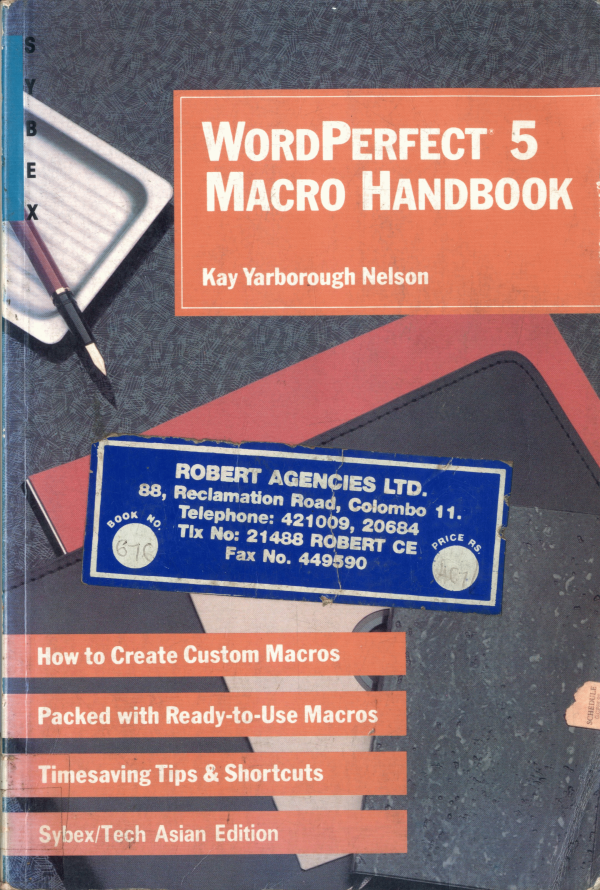 SYBEX
WORDPERFECT® 5
MACRO HANDBOOK
Kay Yarborough Nelson
ROBERT AGENCIES LTD.
88, Reclamation Road, Colombo 11.
Telephone: 421009, 20684
Tlx No: 21488 ROBERT CE
Fax No. 449590
BOOK NO.
PRICE RS.
How to Create Custom Macros
Packed with Ready-to-Use Macros
Timesaving Tips & Shortcuts
Sybex/Tech Asian Edition
SCHEDULE